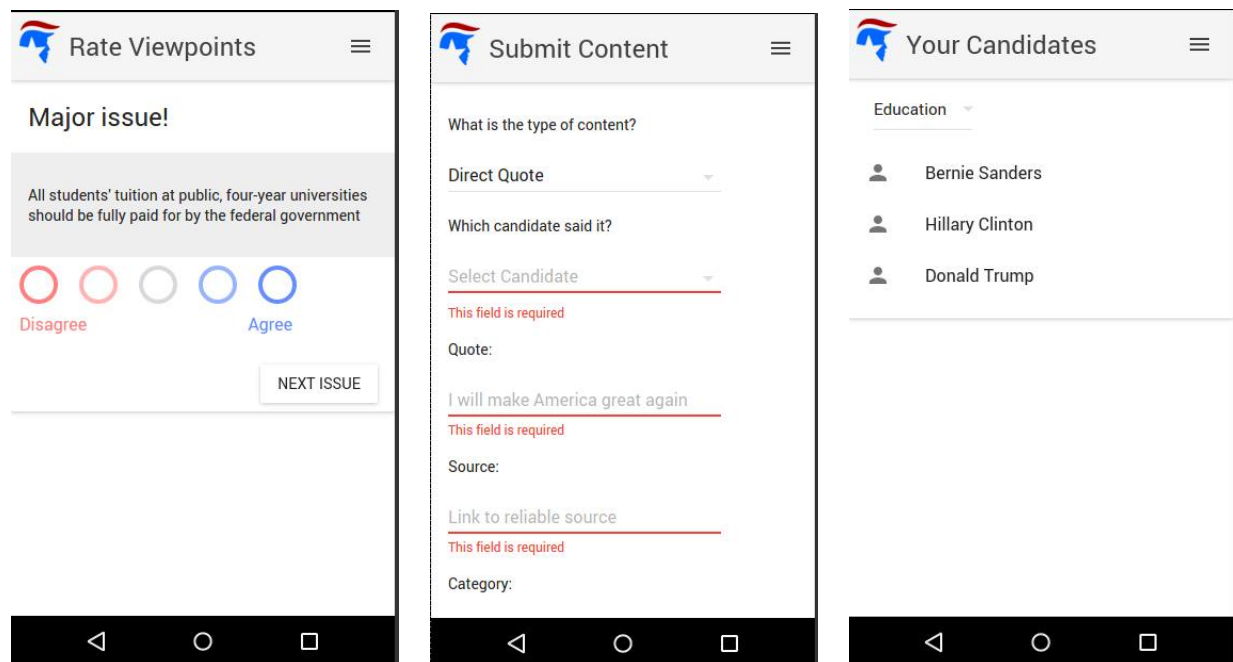 Rate Viewpoints
Major issue!
All students' tuition at public, four-year universities
should be fully paid for by the federal government
Disagree
Agree
NEXT ISSUE
Submit Content
What is the type of content?
Direct Quote
Which candidate said it?
Select Candidate
This field is required
Quote:
I will make America great again
This field is required
Source:
Link to reliable source
This field is required
Category:
Your Candidates
Education
Bernie Sanders
Hillary Clinton
Donald Trump